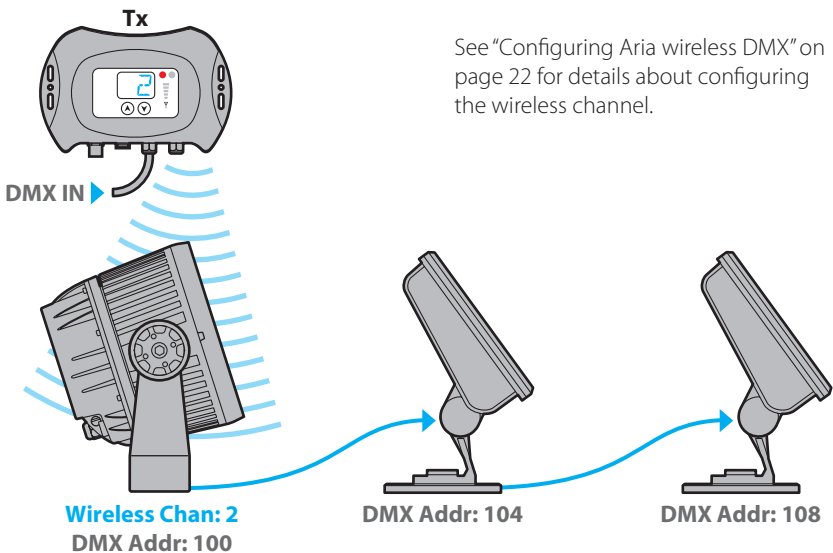 Tx
2
See “Configuring Aria wireless DMX” on
page 22 for details about configuring
the wireless channel.
DMX IN
Wireless Chan: 2
DMX Addr: 100
DMX Addr: 104
DMX Addr: 108